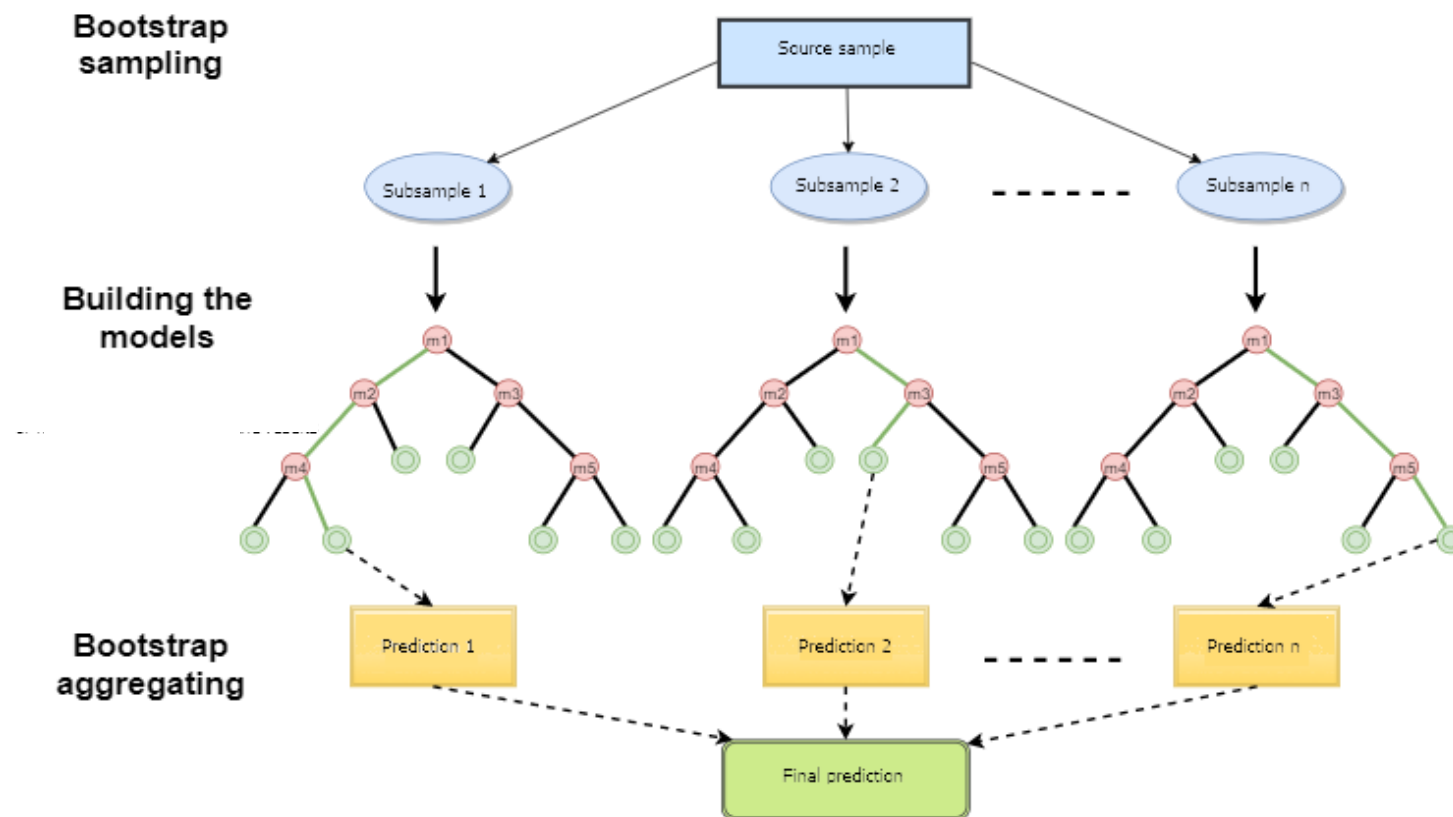 Bootstrap
sampling
Source sample
Subsample 1
Subsample 2
Subsample n
Building the
models
m1
m1
m1
m2
m3
m2
m3
m2
m3
m4
m5
m4
m5
m4
m5
Bootstrap
aggregating
Prediction 1
Prediction 2
Prediction n
Final prediction